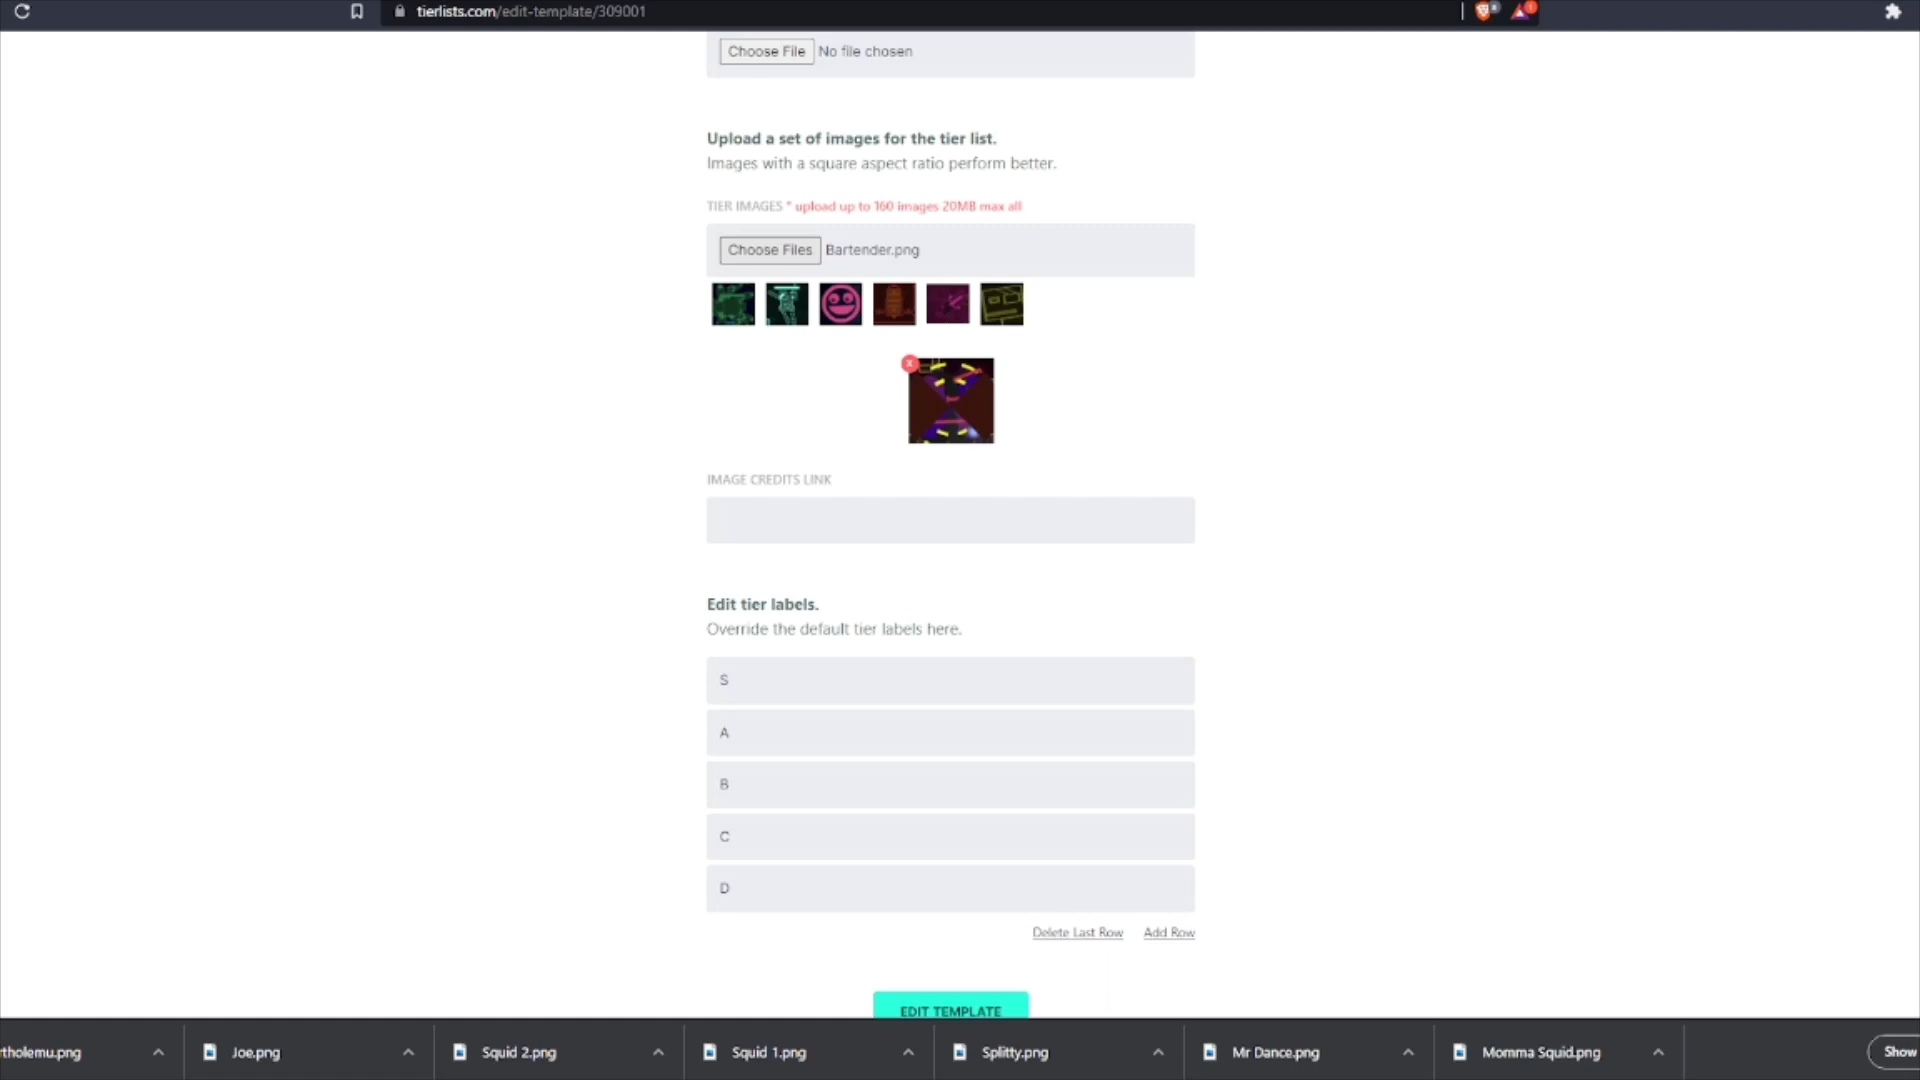 tierlists.com/edit-template/309001
Choose File No file chosen
Upload a set of images for the tier list.
Images with a square aspect ratio perform better.
TIER IMAGES * upload up to 160 images 20MB max all
Choose Files Bartender.png
x
IMAGE CREDITS LINK
Edit tier labels.
Override the default tier labels here.
S
A
B
C
D
Delete Last Row Add Row
EDIT TEMPLATE
tholemu.png Joe.png Squid 2.png Squid 1.png Splitty.png Mr Dance.png Momma Squid.png Show